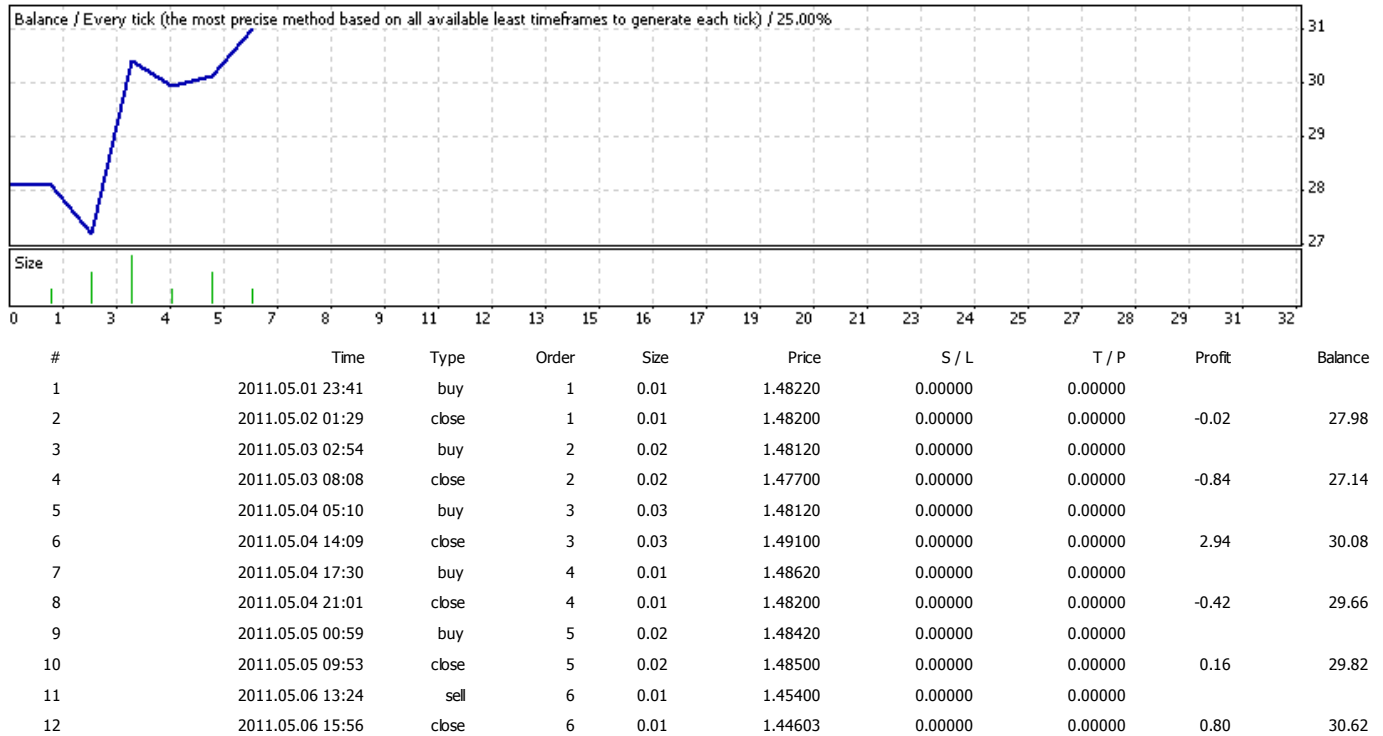 Balance / Every tick (the most precise method based on all available least timeframes to generate each tick) / 25.00%
31
30
29
28
27
Size
0 1 3 4 5 7 8 9 11 12 13 15 16 17 19 20 21 23 24 25 27 28 29 31 32
# Time Type Order Size Price S / L T / P Profit Balance
1 2011.05.01 23:41 buy 1 0.01 1.48220 0.00000 0.00000
2 2011.05.02 01:29 close 1 0.01 1.48200 0.00000 0.00000 -0.02 27.98
3 2011.05.03 02:54 buy 2 0.02 1.48120 0.00000 0.00000
4 2011.05.03 08:08 close 2 0.02 1.47700 0.00000 0.00000 -0.84 27.14
5 2011.05.04 05:10 buy 3 0.03 1.48120 0.00000 0.00000
6 2011.05.04 14:09 close 3 0.03 1.49100 0.00000 0.00000 2.94 30.08
7 2011.05.04 17:30 buy 4 0.01 1.48620 0.00000 0.00000
8 2011.05.04 21:01 close 4 0.01 1.48200 0.00000 0.00000 -0.42 29.66
9 2011.05.05 00:59 buy 5 0.02 1.48420 0.00000 0.00000
10 2011.05.05 09:53 close 5 0.02 1.48500 0.00000 0.00000 0.16 29.82
11 2011.05.06 13:24 sell 6 0.01 1.45400 0.00000 0.00000
12 2011.05.06 15:56 close 6 0.01 1.44603 0.00000 0.00000 0.80 30.62